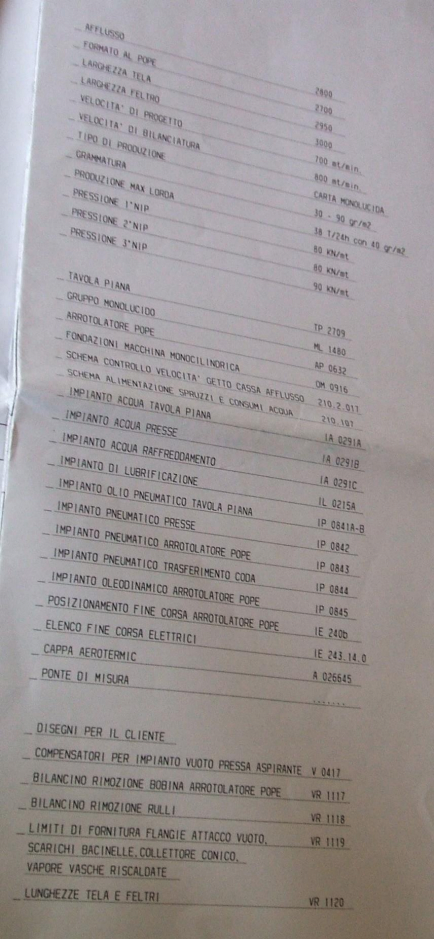 _ AFFLUSSO 2800
_ FORMATO AL POPE 2700
_ LARGHEZZA TELA 2950
_ LARGHEZZA FELTRO 3000
_ VELOCITA' DI PROGETTO 700 mt/min.
_ VELOCITA' DI BILANCIATURA 800 mt/min.
_ TIPO DI PRODUZIONE CARTA MONOLUCIDA
_ GRAMMATURA 30 - 90 gr/m2
_ PRODUZIONE MAX LORDA 38 T/24h con 40 gr/m2
_ PRESSIONE 1°NIP 80 KN/mt
_ PRESSIONE 2°NIP 80 KN/mt
_ PRESSIONE 3°NIP 90 KN/mt
_ TAVOLA PIANA TP 2709
_ GRUPPO MONOLUCIDO ML 1480
_ ARROTOLATORE POPE AP 0632
_ FONDAZIONI MACCHINA MONOCILINDRICA OM 0916
_ SCHEMA CONTROLLO VELOCITA' GETTO CASSA AFFLUSSO 210.2.011
_ SCHEMA ALIMENTAZIONE SPRUZZI E CONSUMI ACQUA 210.107
_ IMPIANTO ACQUA TAVOLA PIANA IA 0291A
_ IMPIANTO ACQUA PRESSE IA 0291B
_ IMPIANTO ACQUA RAFFREDDAMENTO IA 0291C
_ IMPIANTO DI LUBRIFICAZIONE IL 0215A
_ IMPIANTO OLIO PNEUMATICO TAVOLA PIANA IP 0841A-B
_ IMPIANTO PNEUMATICO PRESSE IP 0842
_ IMPIANTO PNEUMATICO ARROTOLATORE POPE IP 0843
_ IMPIANTO PNEUMATICO TRASFERIMENTO CODA IP 0844
_ IMPIANTO OLEODINAMICO ARROTOLATORE POPE IP 0845
_ POSIZIONAMENTO FINE CORSA ARROTOLATORE POPE IE 240b
_ ELENCO FINE CORSA ELETTRICI IE 243.14.0
_ CAPPA AEROTERMIC A 026645
_ PONTE DI MISURA .......
_ DISEGNI PER IL CLIENTE
_ COMPENSATORI PER IMPIANTO VUOTO PRESSA ASPIRANTE V 0417
_ BILANCINO RIMOZIONE BOBINA ARROTOLATORE POPE VR 1117
_ BILANCINO RIMOZIONE RULLI VR 1118
_ LIMITI DI FORNITURA FLANGIE ATTACCO VUOTO, VR 1119
SCARICHI BACINELLE,COLLETTORE CONICO,
VAPORE VASCHE RISCALDATE
_ LUNGHEZZE TELA E FELTRI VR 1120